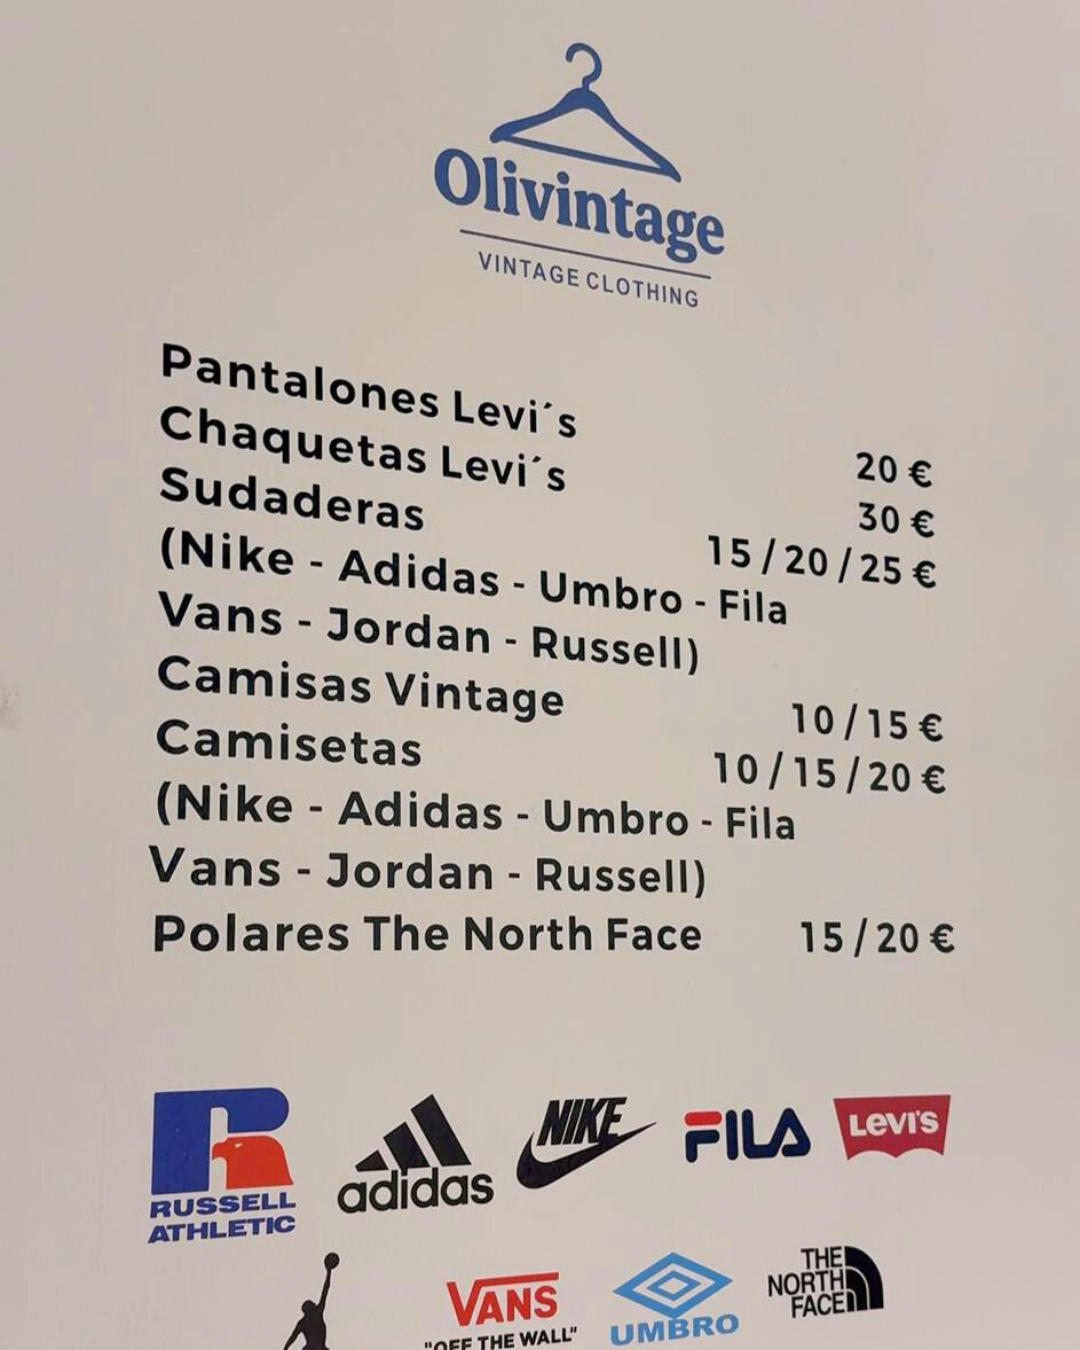 Olivintage
VINTAGE CLOTHING
Pantalones Levi´s 20 €
Chaquetas Levi´s 30 €
Sudaderas 15 / 20 / 25 €
(Nike - Adidas - Umbro - Fila
Vans - Jordan - Russell)
Camisas Vintage 10 / 15 €
Camisetas 10 / 15 / 20 €
(Nike - Adidas - Umbro - Fila
Vans - Jordan - Russell)
Polares The North Face 15 / 20 €
RUSSELL
ATHLETIC
adidas
NIKE
FILA
LEVI'S
VANS
"OFF THE WALL"
UMBRO
THE
NORTH
FACE